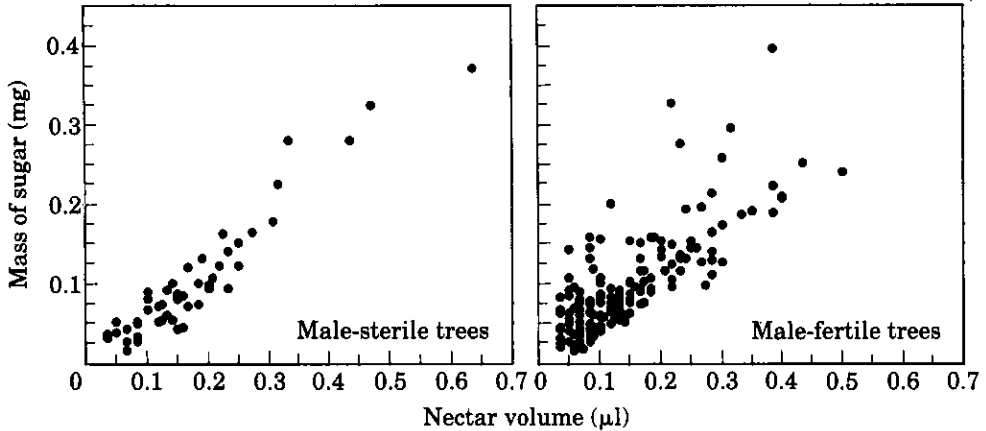 0.4
0.3
0.2
0.1
Mass of sugar (mg)
Male-sterile trees
Male-fertile trees
0 0.1 0.2 0.3 0.4 0.5 0.6 0.7
0 0.1 0.2 0.3 0.4 0.5 0.6 0.7
Nectar volume (μl)